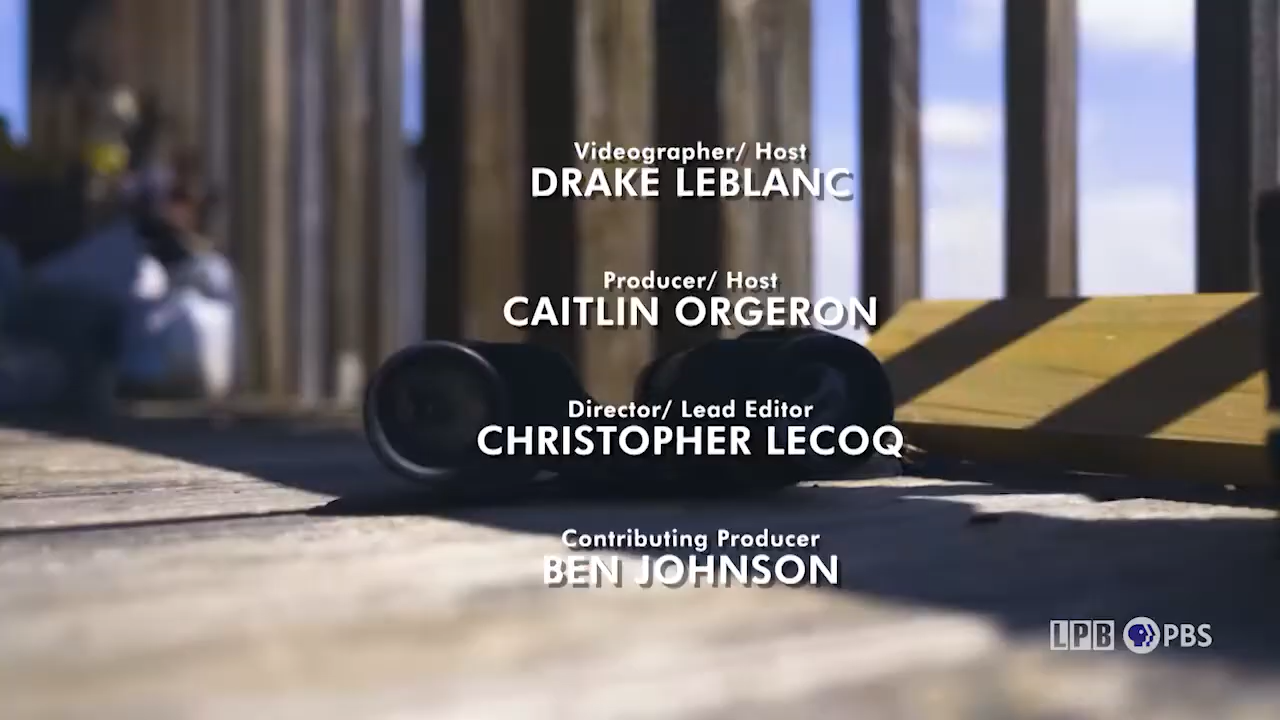 Videographer/ Host
DRAKE LEBLANC
Producer/ Host
CAITLIN ORGERON
Director/ Lead Editor
CHRISTOPHER LECOQ
Contributing Producer
BEN JOHNSON
LPB PBS